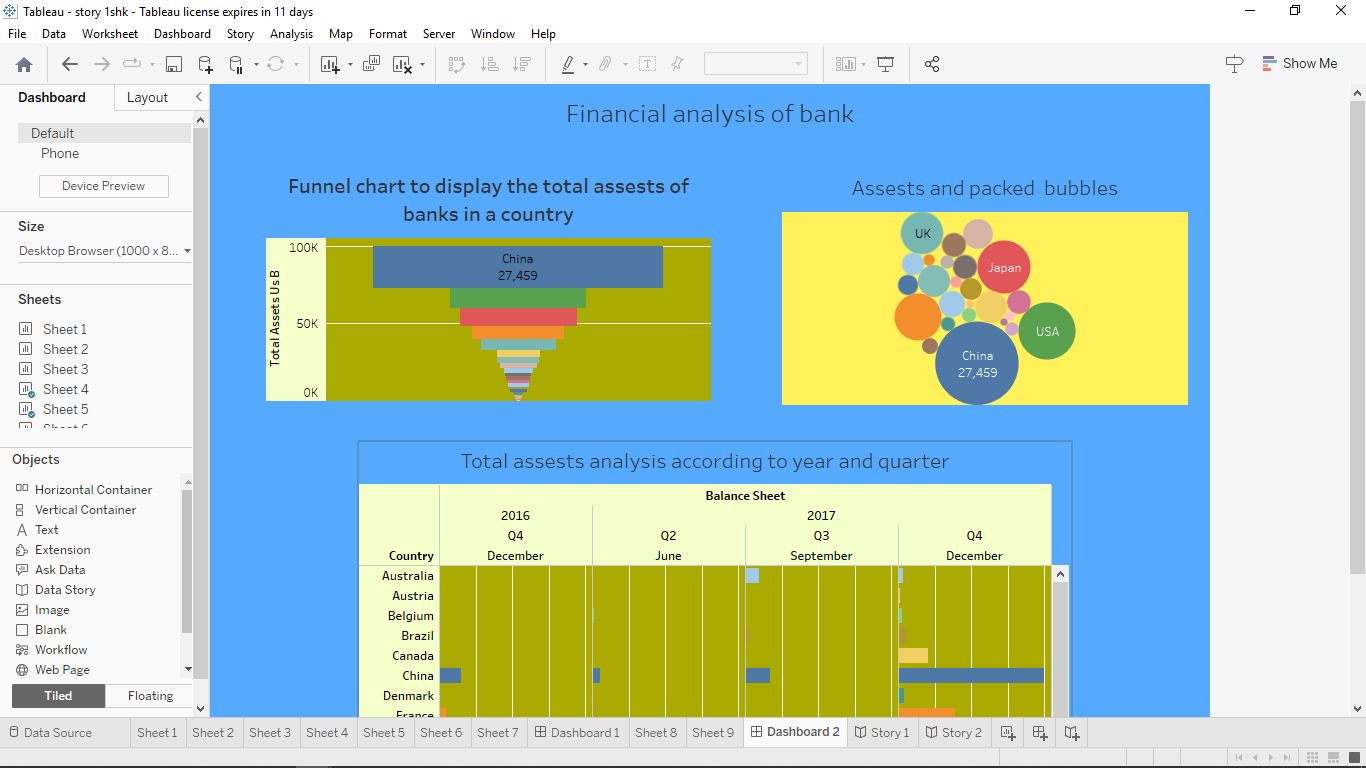 Tableau - story 1shk - Tableau license expires in 11 days
File Data Worksheet Dashboard Story Analysis Map Format Server Window Help
Show Me
Dashboard Layout
Default
Phone
Device Preview
Size
Desktop Browser (1000 x 8...
Sheets
Sheet 1
Sheet 2
Sheet 3
Sheet 4
Sheet 5
Objects
Horizontal Container
Vertical Container
Text
Extension
Ask Data
Data Story
Image
Blank
Workflow
Web Page
Tiled Floating
Financial analysis of bank
Funnel chart to display the total assests of
banks in a country
Total Assets Us B
100K
50K
0K
China
27,459
Assests and packed bubbles
UK
Japan
USA
China
27,459
Total assests analysis according to year and quarter
Balance Sheet
2016 2017
Q4 Q2 Q3 Q4
Country December June September December
Australia
Austria
Belgium
Brazil
Canada
China
Denmark
France
Data Source Sheet 1 Sheet 2 Sheet 3 Sheet 4 Sheet 5 Sheet 6 Sheet 7 Dashboard 1 Sheet 8 Sheet 9 Dashboard 2 Story 1 Story 2